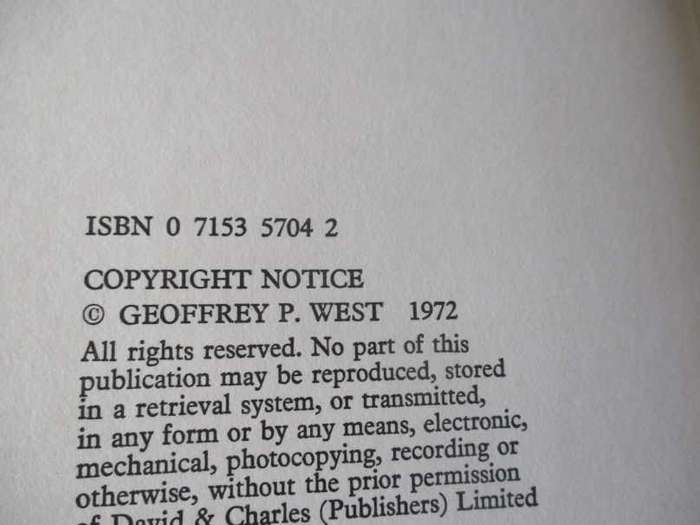 ISBN 0 7153 5704 2
COPYRIGHT NOTICE
© GEOFFREY P. WEST 1972
All rights reserved. No part of this
publication may be reproduced, stored
in a retrieval system, or transmitted,
in any form or by any means, electronic,
mechanical, photocopying, recording or
otherwise, without the prior permission
of David & Charles (Publishers) Limited